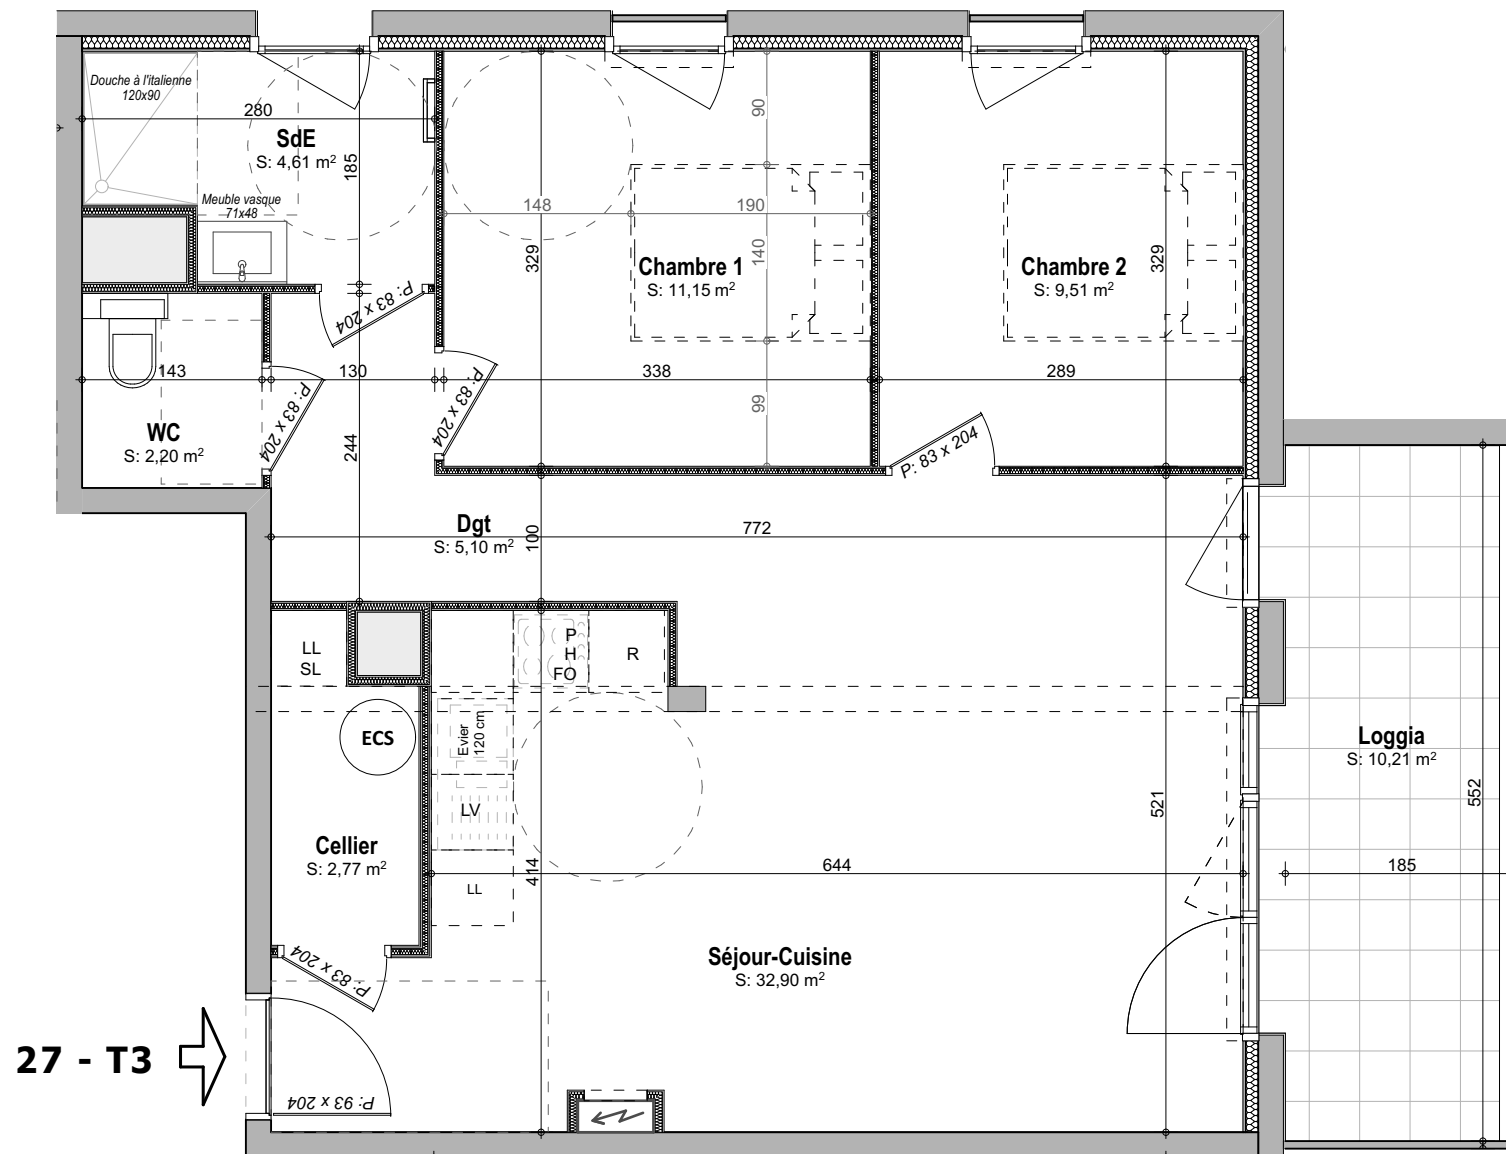 Douche à l'italienne
120x90
280
SdE
S: 4,61 m²
185
Meuble vasque
71x48
P: 83 x 204
90
148
190
140
329
Chambre 1
S: 11,15 m²
Chambre 2
S: 9,51 m²
329
143
130
338
289
99
P: 83 x 204
P: 83 x 204
WC
S: 2,20 m²
244
P: 83 x 204
Dgt
S: 5,10 m²
100
772
LL
SL
P
H
FO
R
ECS
Evier
120 cm
LV
LL
Loggia
S: 10,21 m²
552
521
Cellier
S: 2,77 m²
414
644
185
P: 83 x 204
Séjour-Cuisine
S: 32,90 m²
27 - T3
P: 93 x 204